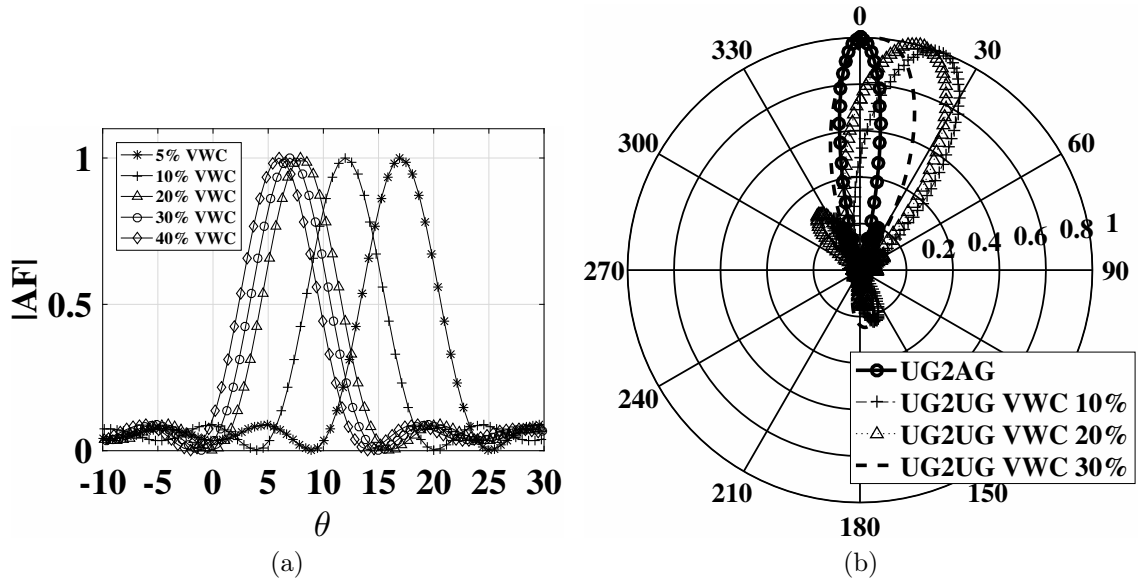 5% VWC
10% VWC
20% VWC
30% VWC
40% VWC
1
0.5
0
|AF|
-10 -5 0 5 10 15 20 25 30
θ
(a)
0
30
60
90
150
180
210
240
270
300
330
0.2 0.4 0.6 0.8 1
UG2AG
UG2UG VWC 10%
UG2UG VWC 20%
UG2UG VWC 30%
(b)